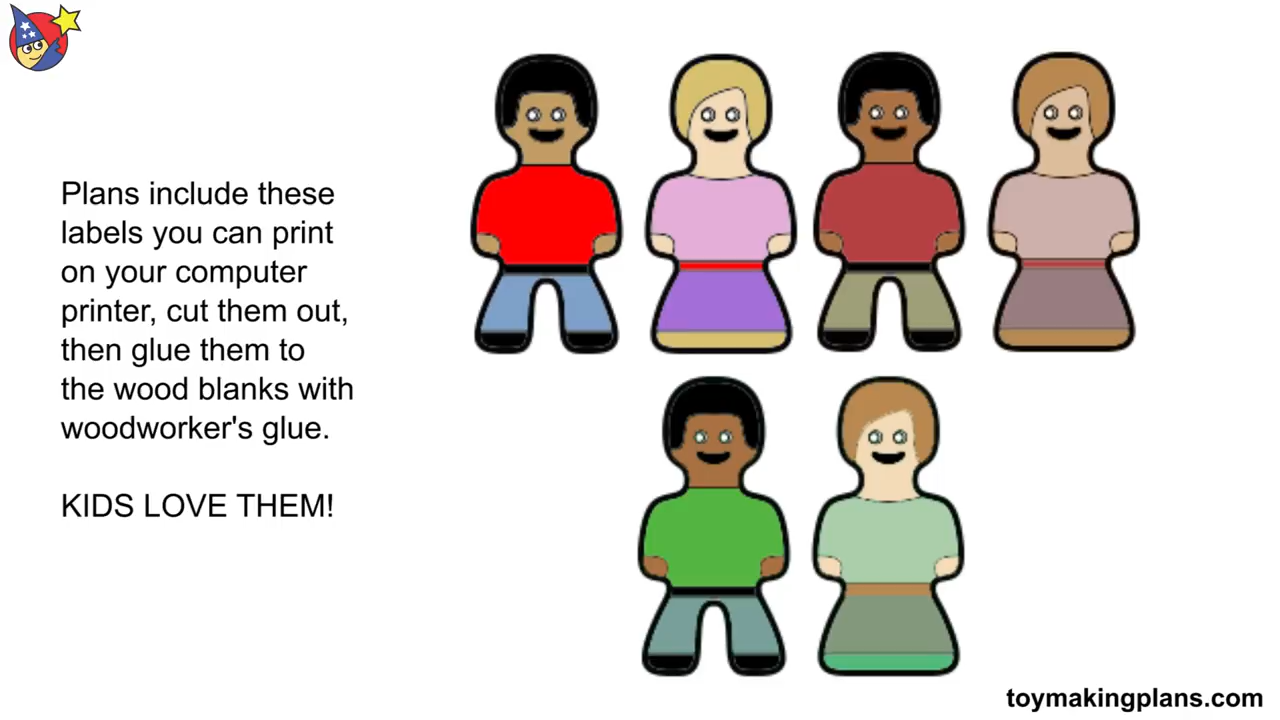 Plans include these
labels you can print
on your computer
printer, cut them out,
then glue them to
the wood blanks with
woodworker's glue.
KIDS LOVE THEM!
toymakingplans.com